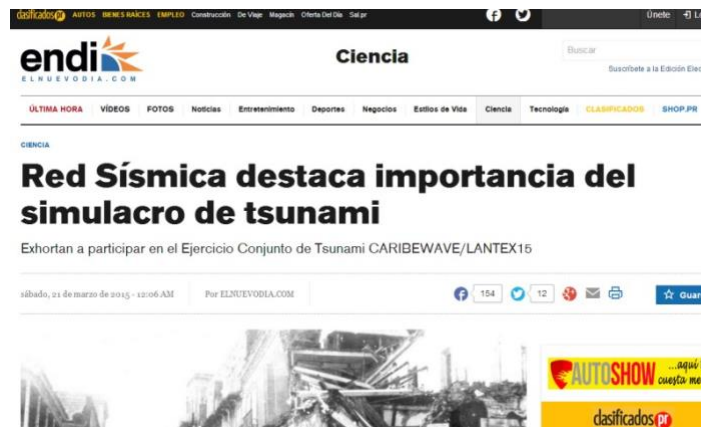 clasificados pr AUTOS BIENES RAÍCES EMPLEO Construcción De Viaje Magacín Oferta Del Día Sal.pr Únete
endi
ELNUEVODIA.COM
Ciencia
Buscar
Suscríbete a la Edición Elec
ÚLTIMA HORA VÍDEOS FOTOS Noticias Entretenimiento Deportes Negocios Estilos de Vida Ciencia Tecnología CLASIFICADOS SHOP.PR
CIENCIA
Red Sísmica destaca importancia del
simulacro de tsunami
Exhortan a participar en el Ejercicio Conjunto de Tsunami CARIBEWAVE/LANTEX15
sábado, 21 de marzo de 2015 - 12:06 AM Por ELNUEVODIA.COM 154 12 Guar
AUTOSHOW ...aquí
cuesta me
clasificados pr